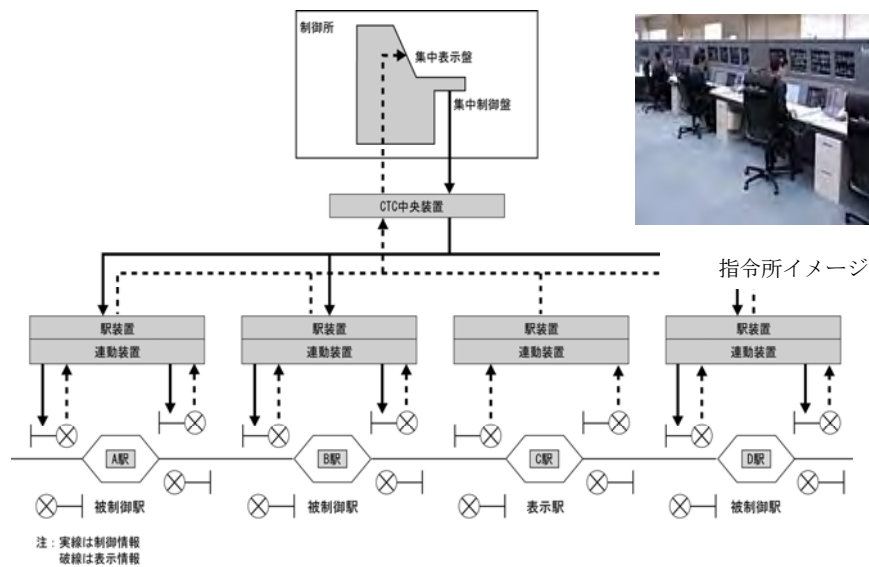 制御所
集中表示盤
集中制御盤
CTC中央装置
指令所イメージ
駅装置
連動装置
駅装置
連動装置
駅装置
連動装置
駅装置
連動装置
A駅
B駅
C駅
D駅
被制御駅
被制御駅
表示駅
被制御駅
注：実線は制御情報
破線は表示情報